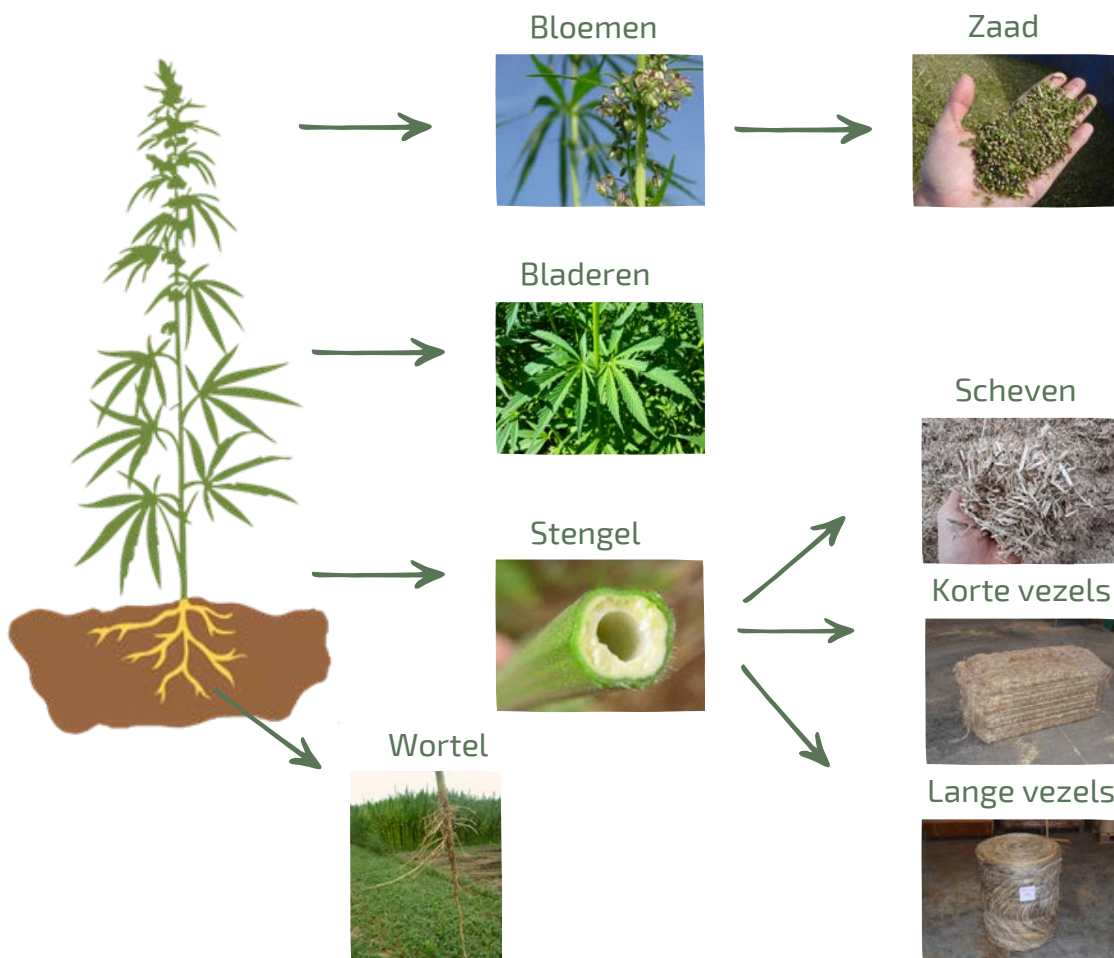 Bloemen
Zaad
Bladeren
Scheven
Stengel
Korte vezels
Wortel
Lange vezels